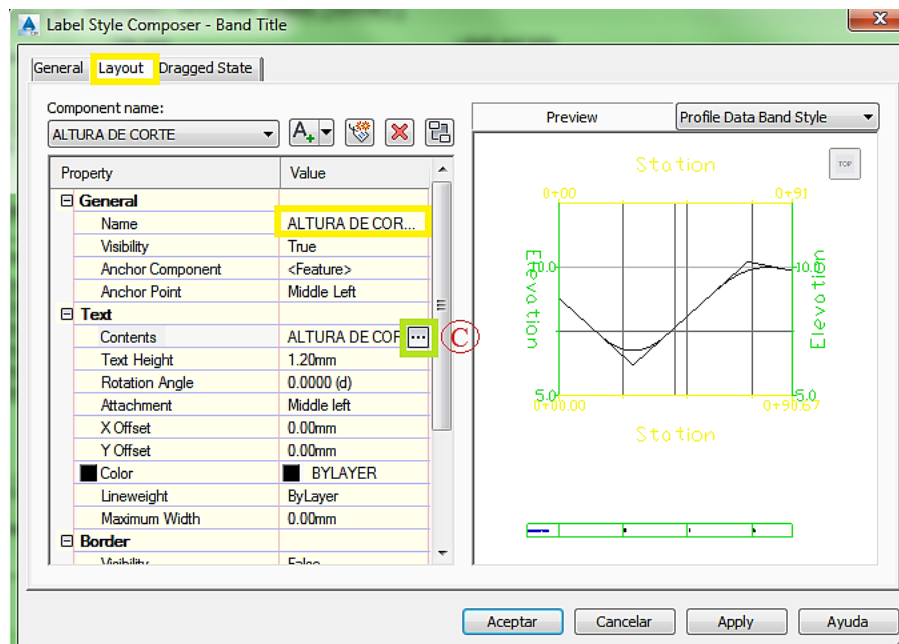 Label Style Composer - Band Title
General Layout Dragged State
Component name:
ALTURA DE CORTE
Property Value
General
Name ALTURA DE COR...
Visibility True
Anchor Component <Feature>
Anchor Point Middle Left
Text
Contents ALTURA DE COR ...
Text Height 1.20mm
Rotation Angle 0.0000 (d)
Attachment Middle left
X Offset 0.00mm
Y Offset 0.00mm
Color BYLAYER
Lineweight ByLayer
Maximum Width 0.00mm
Border
Visibility False
C
Preview Profile Data Band Style
TOP
Station
0+00 0+91
Elevation
10.0 10.0
Elevation
5.0 5.0
0+00.00 0+90.67
Station
Aceptar Cancelar Apply Ayuda